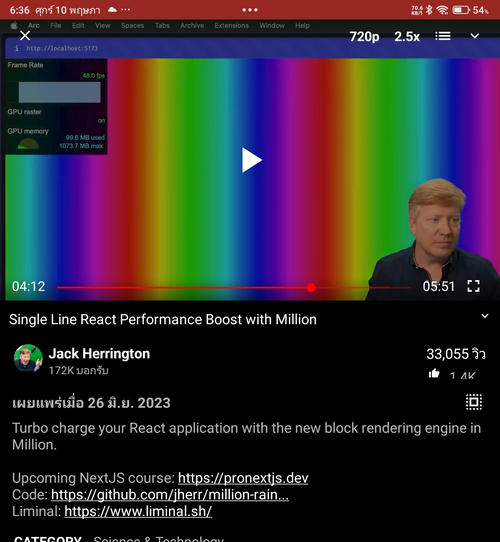 6:36 ศุกร์ 10 พฤษภา
70.6 KB/s 54%
Arc File Edit View Spaces Tabs Archive Extensions Window Help
http://localhost:5173
720p 2.5x
Frame Rate
48.0 fps
GPU raster
on
GPU memory
99.6 MB used
1073.7 MB max
04:12 05:51
Single Line React Performance Boost with Million
Jack Herrington
33,055 วิว
172K บอกรับ
1.4K
เผยแพร่เมื่อ 26 มิ.ย. 2023
Turbo charge your React application with the new block rendering engine in
Million.
Upcoming NextJS course: https://pronextjs.dev
Code: https://github.com/jherr/million-rain...
Liminal: https://www.liminal.sh/
CATEGORY Science & Technology